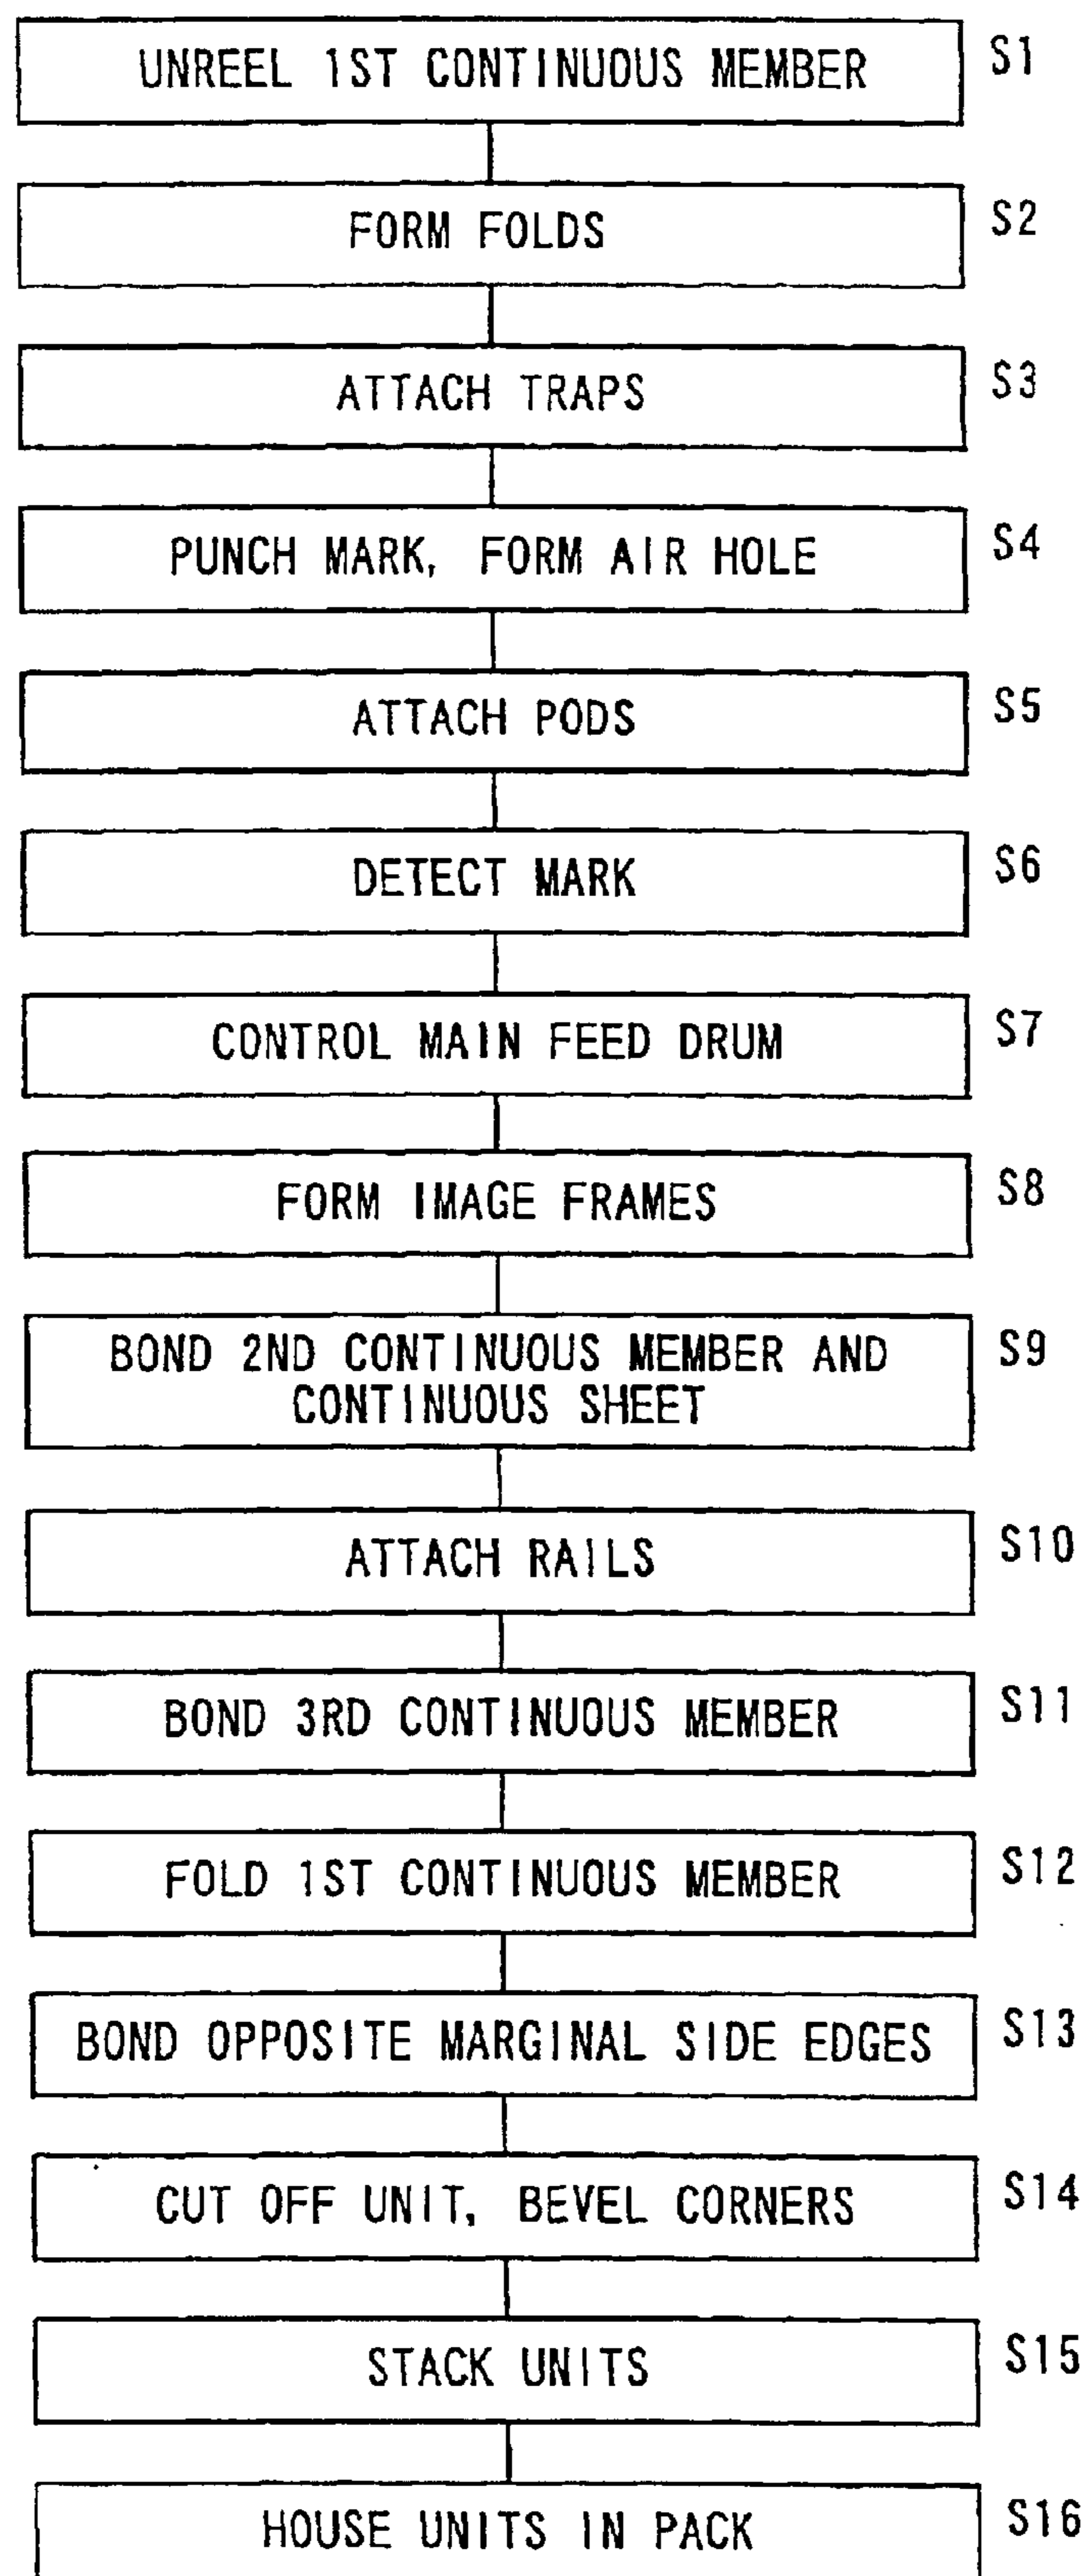 UNREEL 1ST CONTINUOUS MEMBER S1
FORM FOLDS S2
ATTACH TRAPS S3
PUNCH MARK, FORM AIR HOLE S4
ATTACH PODS S5
DETECT MARK S6
CONTROL MAIN FEED DRUM S7
FORM IMAGE FRAMES S8
BOND 2ND CONTINUOUS MEMBER AND S9
CONTINUOUS SHEET
ATTACH RAILS S10
BOND 3RD CONTINUOUS MEMBER S11
FOLD 1ST CONTINUOUS MEMBER S12
BOND OPPOSITE MARGINAL SIDE EDGES S13
CUT OFF UNIT, BEVEL CORNERS S14
STACK UNITS S15
HOUSE UNITS IN PACK S16